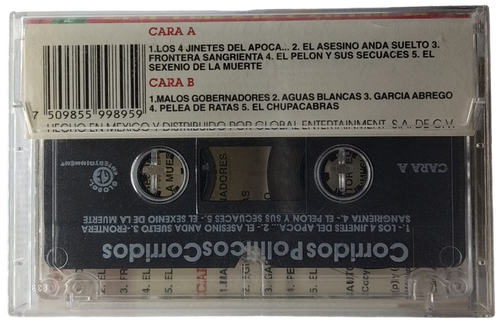 CARA A
1.LOS 4 JINETES DEL APOCA... 2. EL ASESINO ANDA SUELTO 3.
FRONTERA SANGRIENTA 4. EL PELON Y SUS SECUACES 5. EL
SEXENIO DE LA MUERTE
CARA B
1.MALOS GOBERNADORES 2. AGUAS BLANCAS 3. GARCIA ABREGO
4. PELEA DE RATAS 5. EL CHUPACABRAS
7 509855 998959
HECHO EN MEXICO Y DISTRIBUIDO POR GLOBAL ENTERTAINMENT S.A. DE C.V.
CARA A
Corridos Políticos Corridos
1.- LOS 4 JINETES DEL APOCA... 2.- EL ASESINO ANDA SUELTO 3.-FRONTERA
SANGRIENTA 4.- EL PELON Y SUS SECUACES 5.- EL SEXENIO DE LA MUERTE